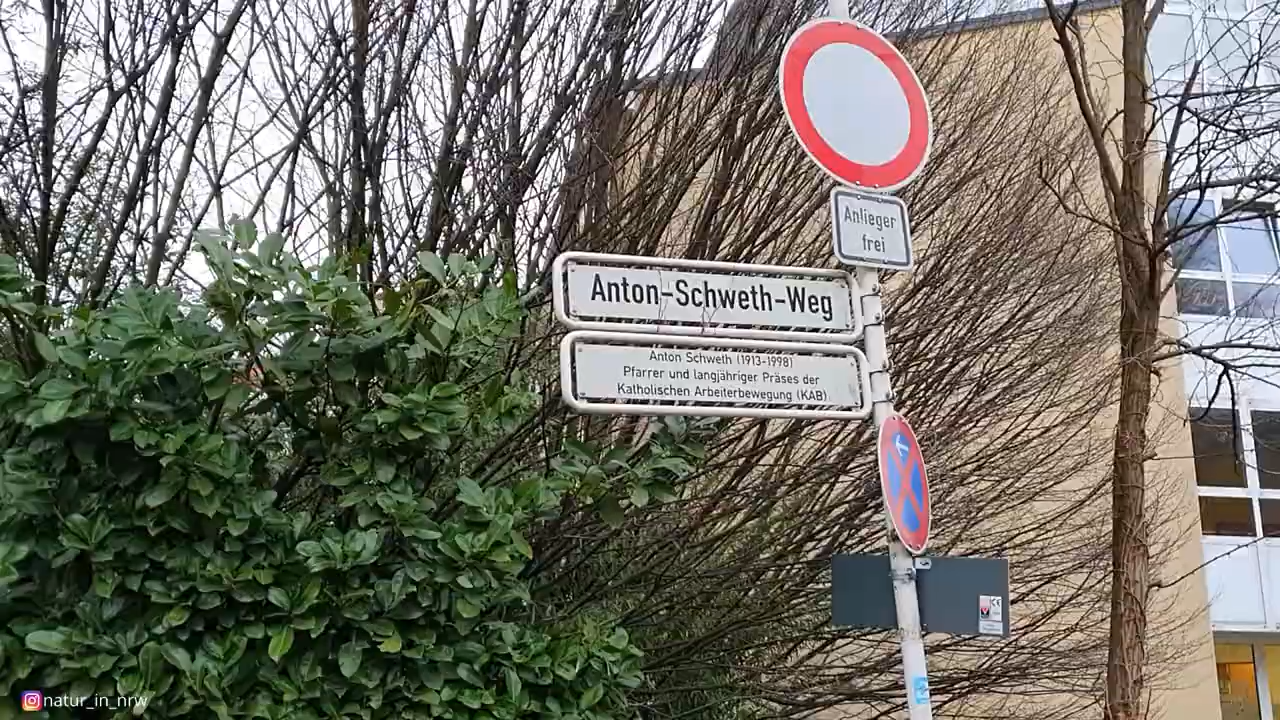 Anlieger
frei
Anton-Schweth-Weg
Anton Schweth (1913-1998)
Pfarrer und langjähriger Präses der
Katholischen Arbeiterbewegung (KAB)
natur_in_nrw